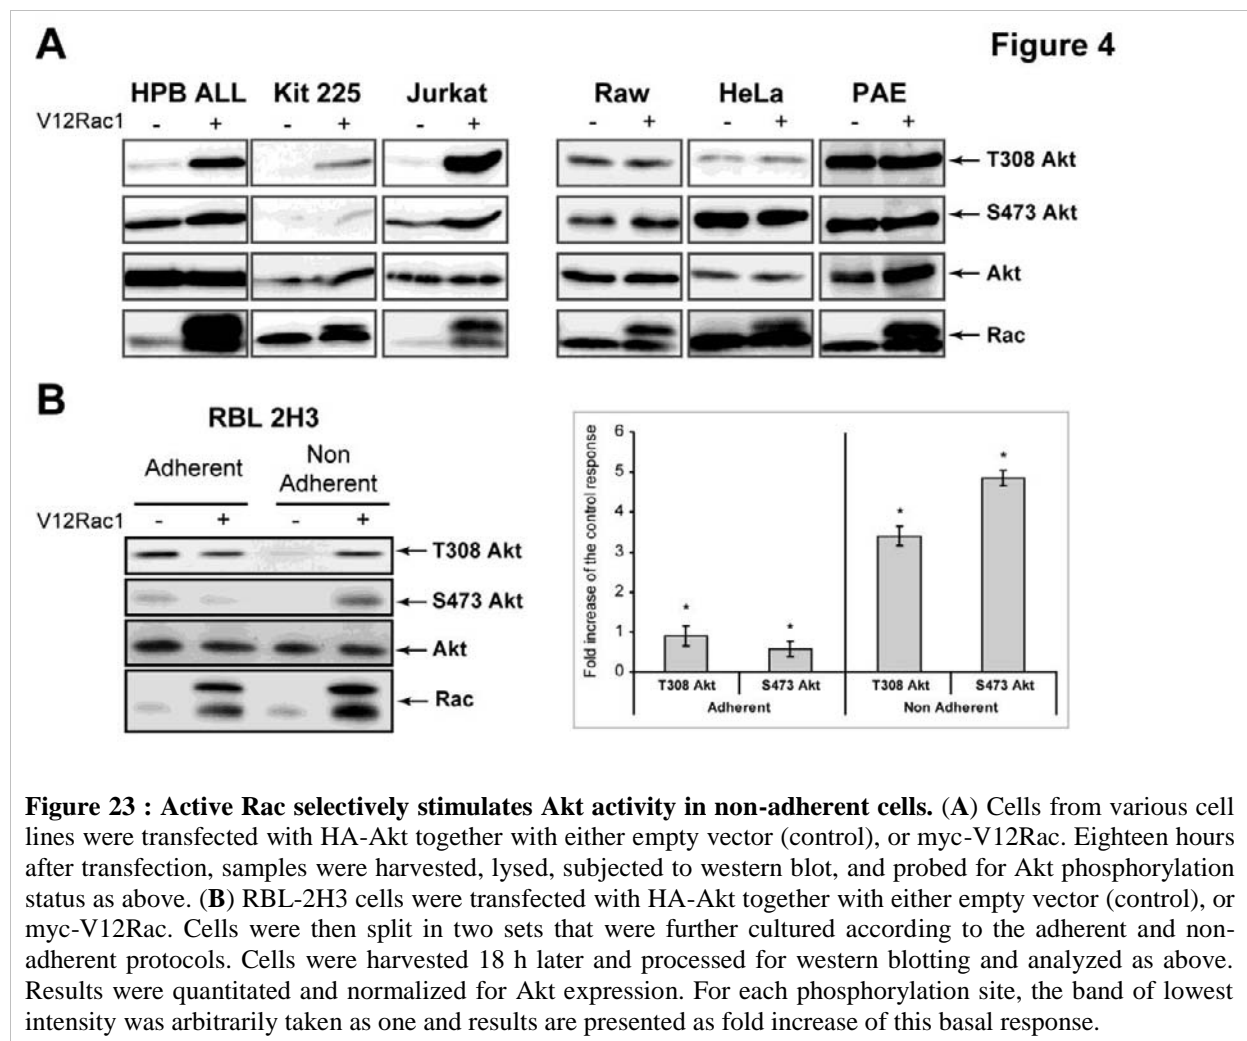 A
Figure 4
HPB ALL Kit 225 Jurkat Raw HeLa PAE
V12Rac1 - + - + - + - + - + - +
T308 Akt
S473 Akt
Akt
Rac
B
RBL 2H3
Adherent
Non
Adherent
V12Rac1 - + - +
T308 Akt
S473 Akt
Akt
Rac
Fold increase of the control response
6
5
4
3
2
1
0
*
*
*
*
T308 Akt S473 Akt T308 Akt S473 Akt
Adherent Non Adherent
Figure 23 : Active Rac selectively stimulates Akt activity in non-adherent cells. (A) Cells from various cell
lines were transfected with HA-Akt together with either empty vector (control), or myc-V12Rac. Eighteen hours
after transfection, samples were harvested, lysed, subjected to western blot, and probed for Akt phosphorylation
status as above. (B) RBL-2H3 cells were transfected with HA-Akt together with either empty vector (control), or
myc-V12Rac. Cells were then split in two sets that were further cultured according to the adherent and non-
adherent protocols. Cells were harvested 18 h later and processed for western blotting and analyzed as above.
Results were quantitated and normalized for Akt expression. For each phosphorylation site, the band of lowest
intensity was arbitrarily taken as one and results are presented as fold increase of this basal response.